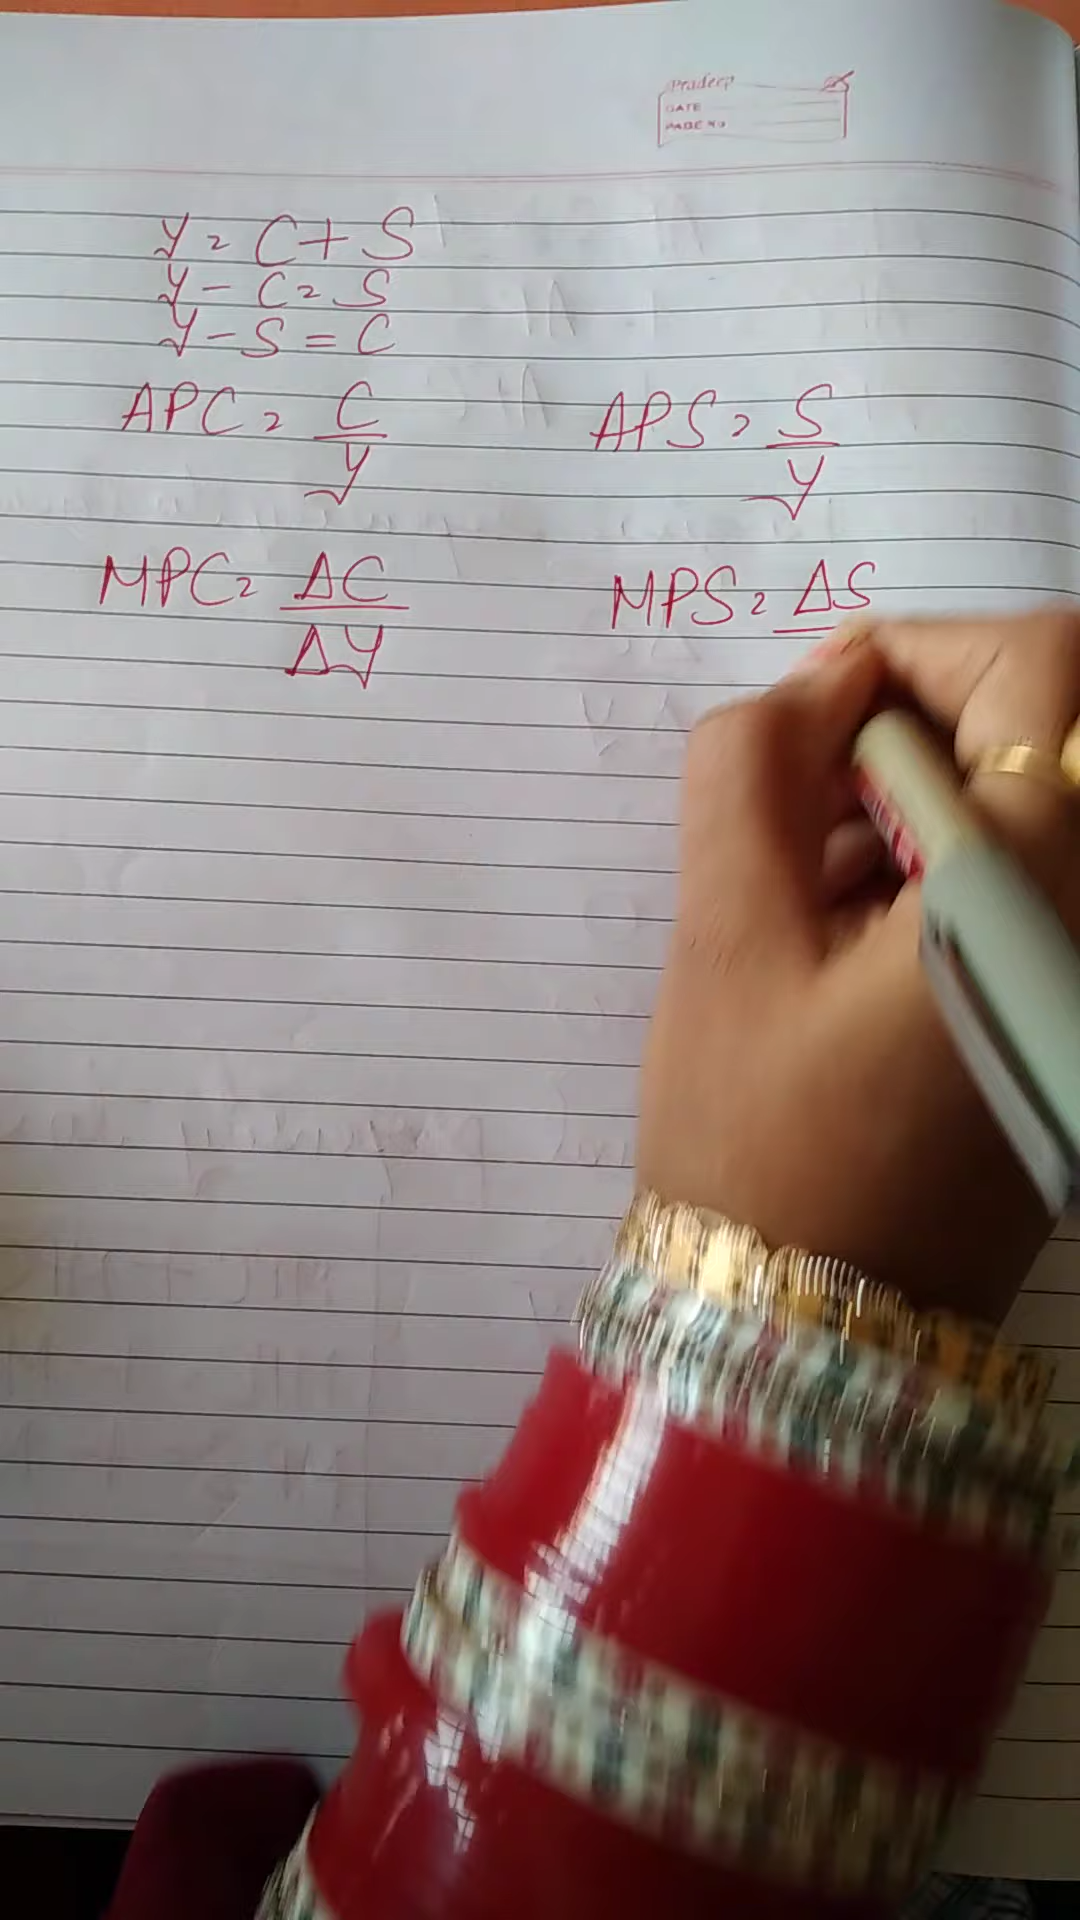 Pradeep
DATE
PAGE No
Y = C + S
Y - C = S
Y - S = C
APC = C/Y APS = S/Y
MPC = ΔC/ΔY MPS = ΔS